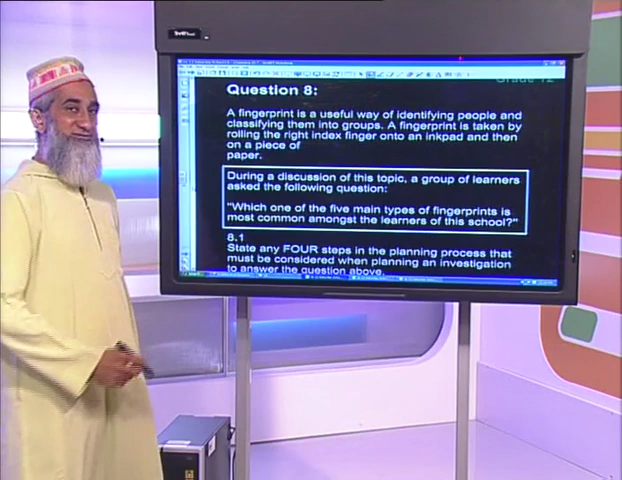 Grade 12
Question 8:
A fingerprint is a useful way of identifying people and
classifying them into groups. A fingerprint is taken by
rolling the right index finger onto an inkpad and then
on a piece of
paper.
During a discussion of this topic, a group of learners
asked the following question:
"Which one of the five main types of fingerprints is
most common amongst the learners of this school?"
8.1
State any FOUR steps in the planning process that
must be considered when planning an investigation
to answer the question above.